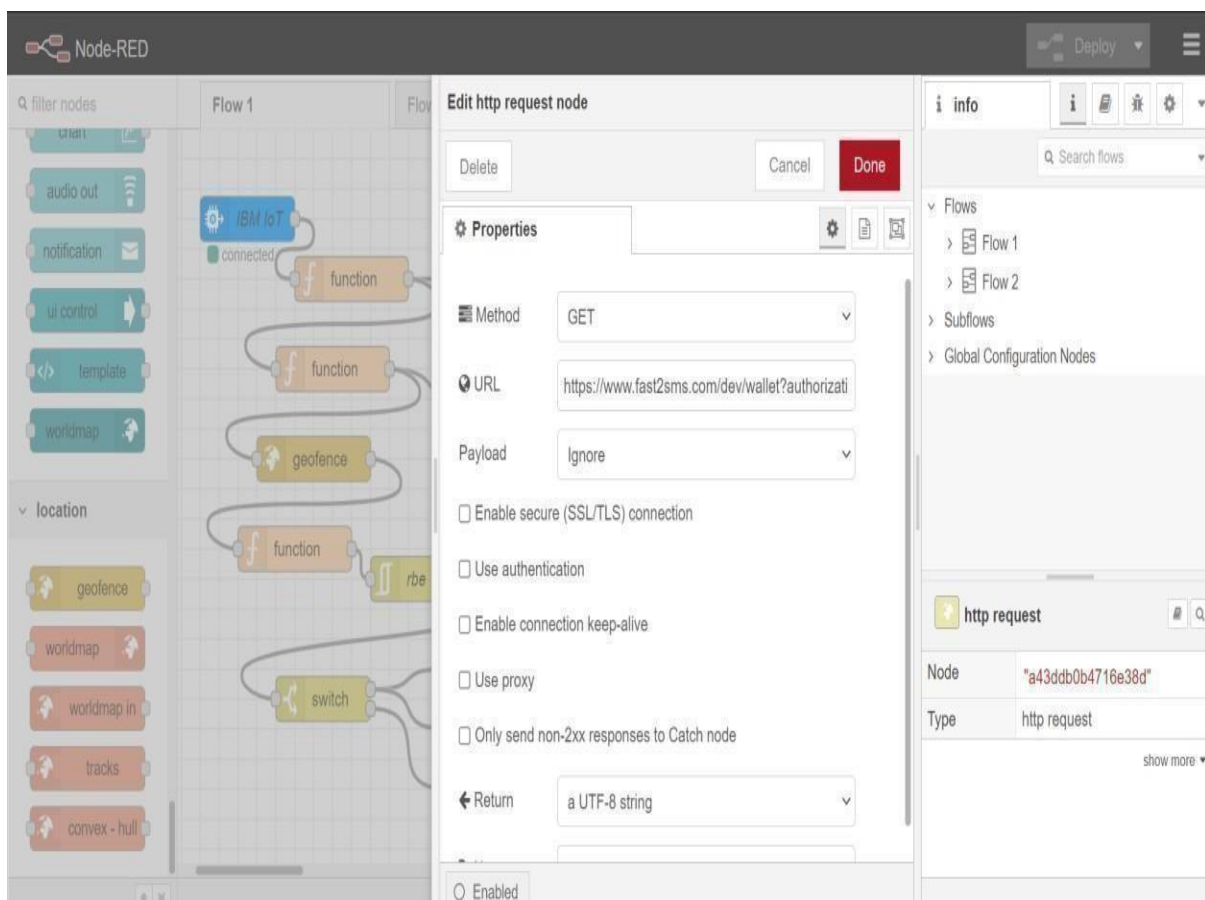 Node-RED
Deploy
filter nodes
chart
audio out
notification
ui control
template
worldmap
location
geofence
worldmap
worldmap in
tracks
convex - hull
Flow 1
Flow
IBM IoT
connected
function
function
geofence
function
rbe
switch
Edit http request node
Delete
Cancel
Done
Properties
Method
GET
URL
https://www.fast2sms.com/dev/wallet?authorizati
Payload
Ignore
Enable secure (SSL/TLS) connection
Use authentication
Enable connection keep-alive
Use proxy
Only send non-2xx responses to Catch node
Return
a UTF-8 string
Enabled
i info
i
Search flows
Flows
Flow 1
Flow 2
Subflows
Global Configuration Nodes
http request
Node
"a43ddb0b4716e38d"
Type
http request
show more